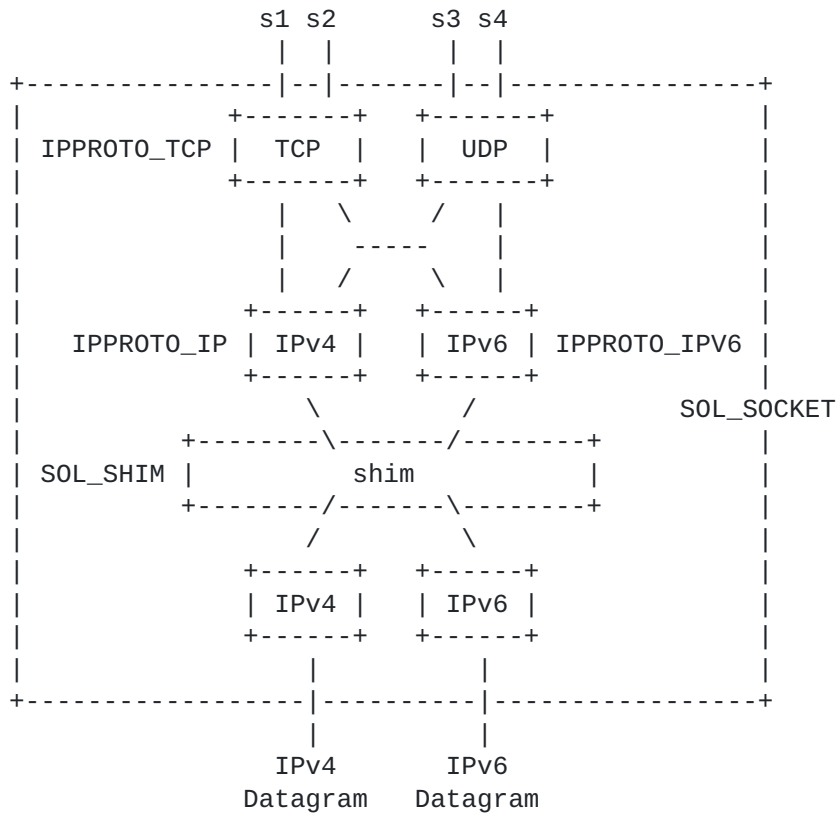 s1 s2 s3 s4
IPPROTO_TCP TCP UDP
IPPROTO_IP IPv4 IPv6 IPPROTO_IPV6
SOL_SOCKET
SOL_SHIM shim
IPv4 IPv6
IPv4 IPv6
Datagram Datagram